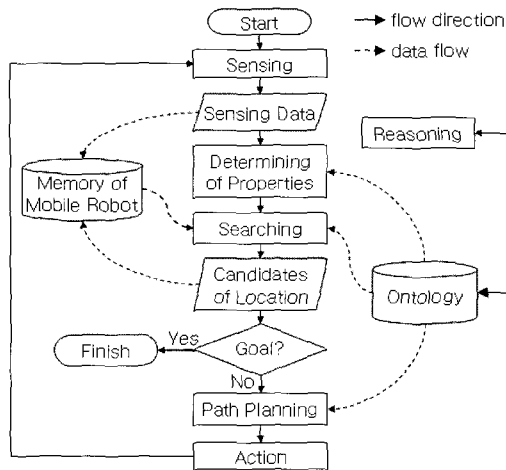 Start
flow direction
data flow
Sensing
Sensing Data
Reasoning
Determining
of Properties
Memory of
Mobile Robot
Searching
Candidates
of Location
Ontology
Yes
Finish
Goal?
No
Path Planning
Action